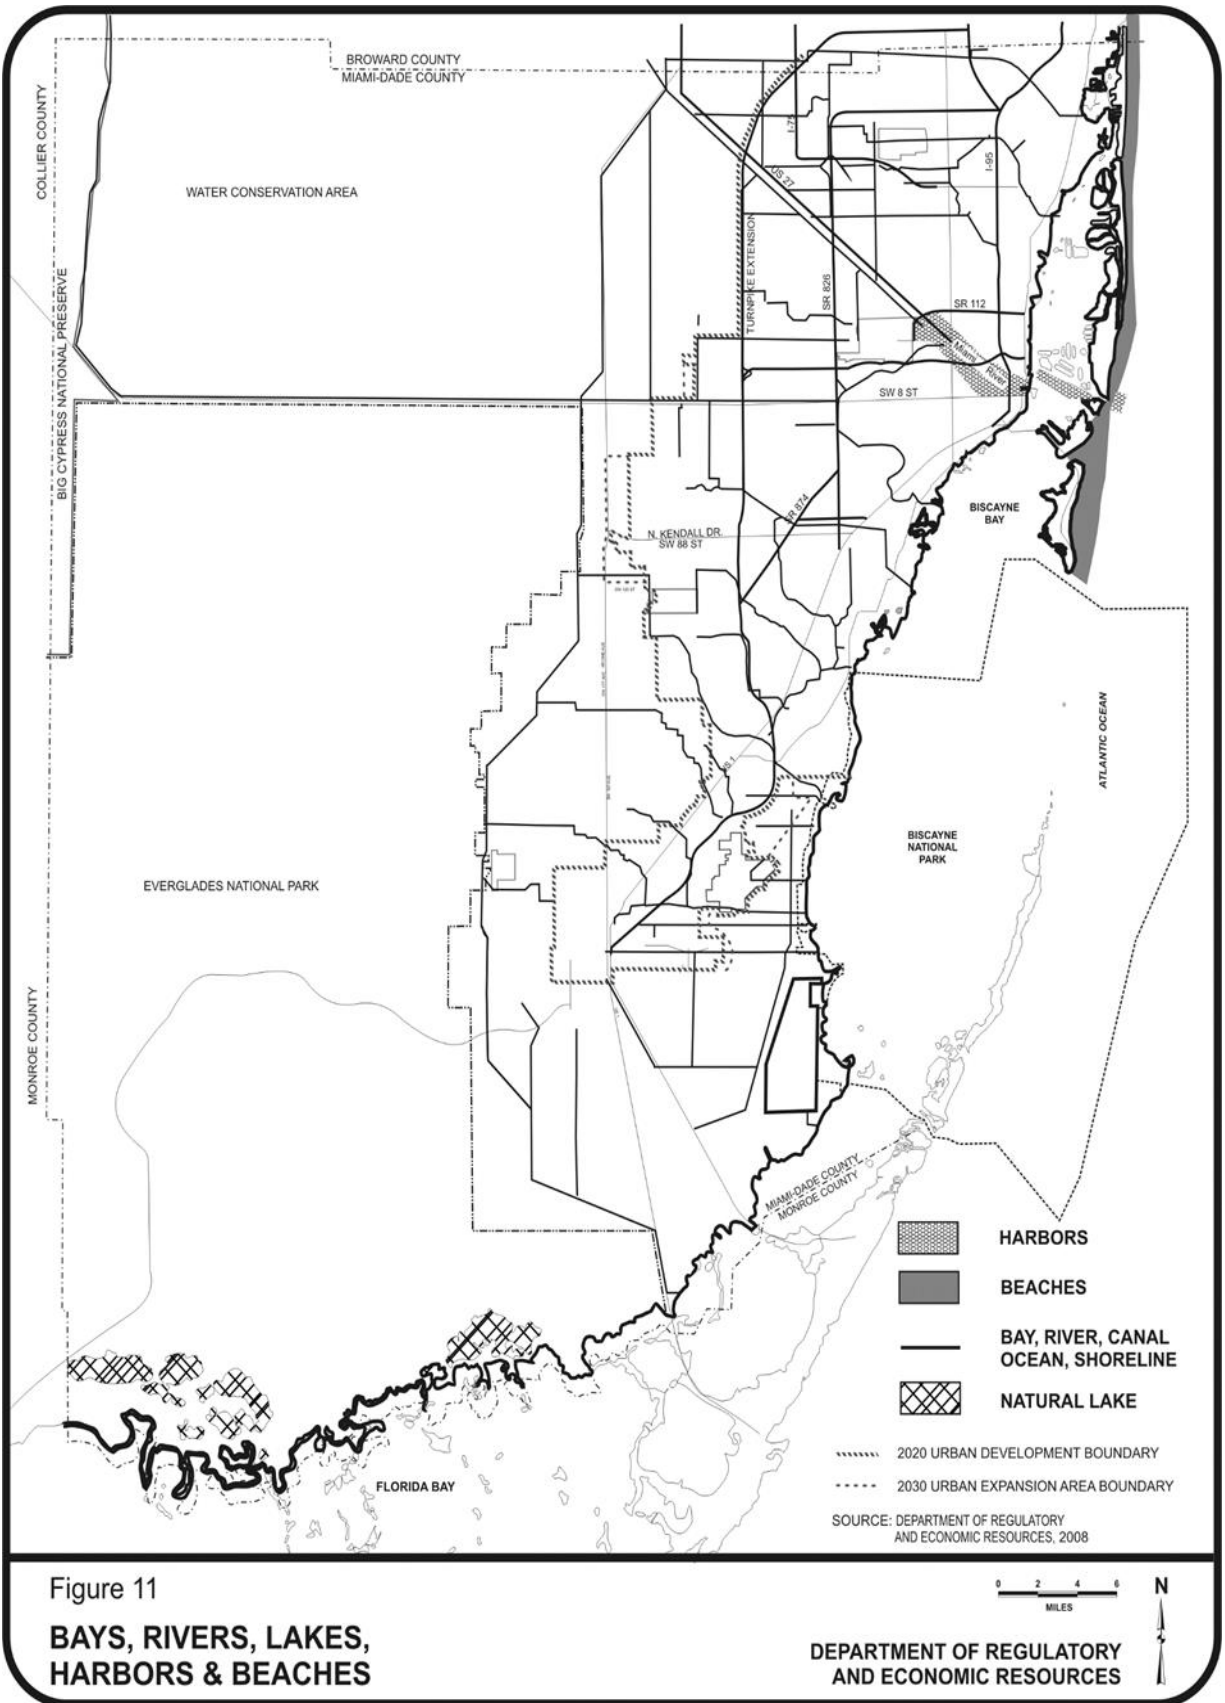 BROWARD COUNTY
MIAMI-DADE COUNTY
COLLIER COUNTY
WATER CONSERVATION AREA
I-75
I-95
US 27
TURNPIKE EXTENSION
SR 826
SR 112
BIG CYPRESS NATIONAL PRESERVE
Miami
River
SW 8 ST
SR 874
BISCAYNE
BAY
N. KENDALL DR.
SW 88 ST
ATLANTIC OCEAN
US 1
BISCAYNE
NATIONAL
PARK
EVERGLADES NATIONAL PARK
MONROE COUNTY
MIAMI-DADE COUNTY
MONROE COUNTY
HARBORS
BEACHES
BAY, RIVER, CANAL
OCEAN, SHORELINE
NATURAL LAKE
2020 URBAN DEVELOPMENT BOUNDARY
2030 URBAN EXPANSION AREA BOUNDARY
FLORIDA BAY
SOURCE: DEPARTMENT OF REGULATORY
AND ECONOMIC RESOURCES, 2008
Figure 11
BAYS, RIVERS, LAKES,
HARBORS & BEACHES
0 2 4 6
MILES
N
DEPARTMENT OF REGULATORY
AND ECONOMIC RESOURCES